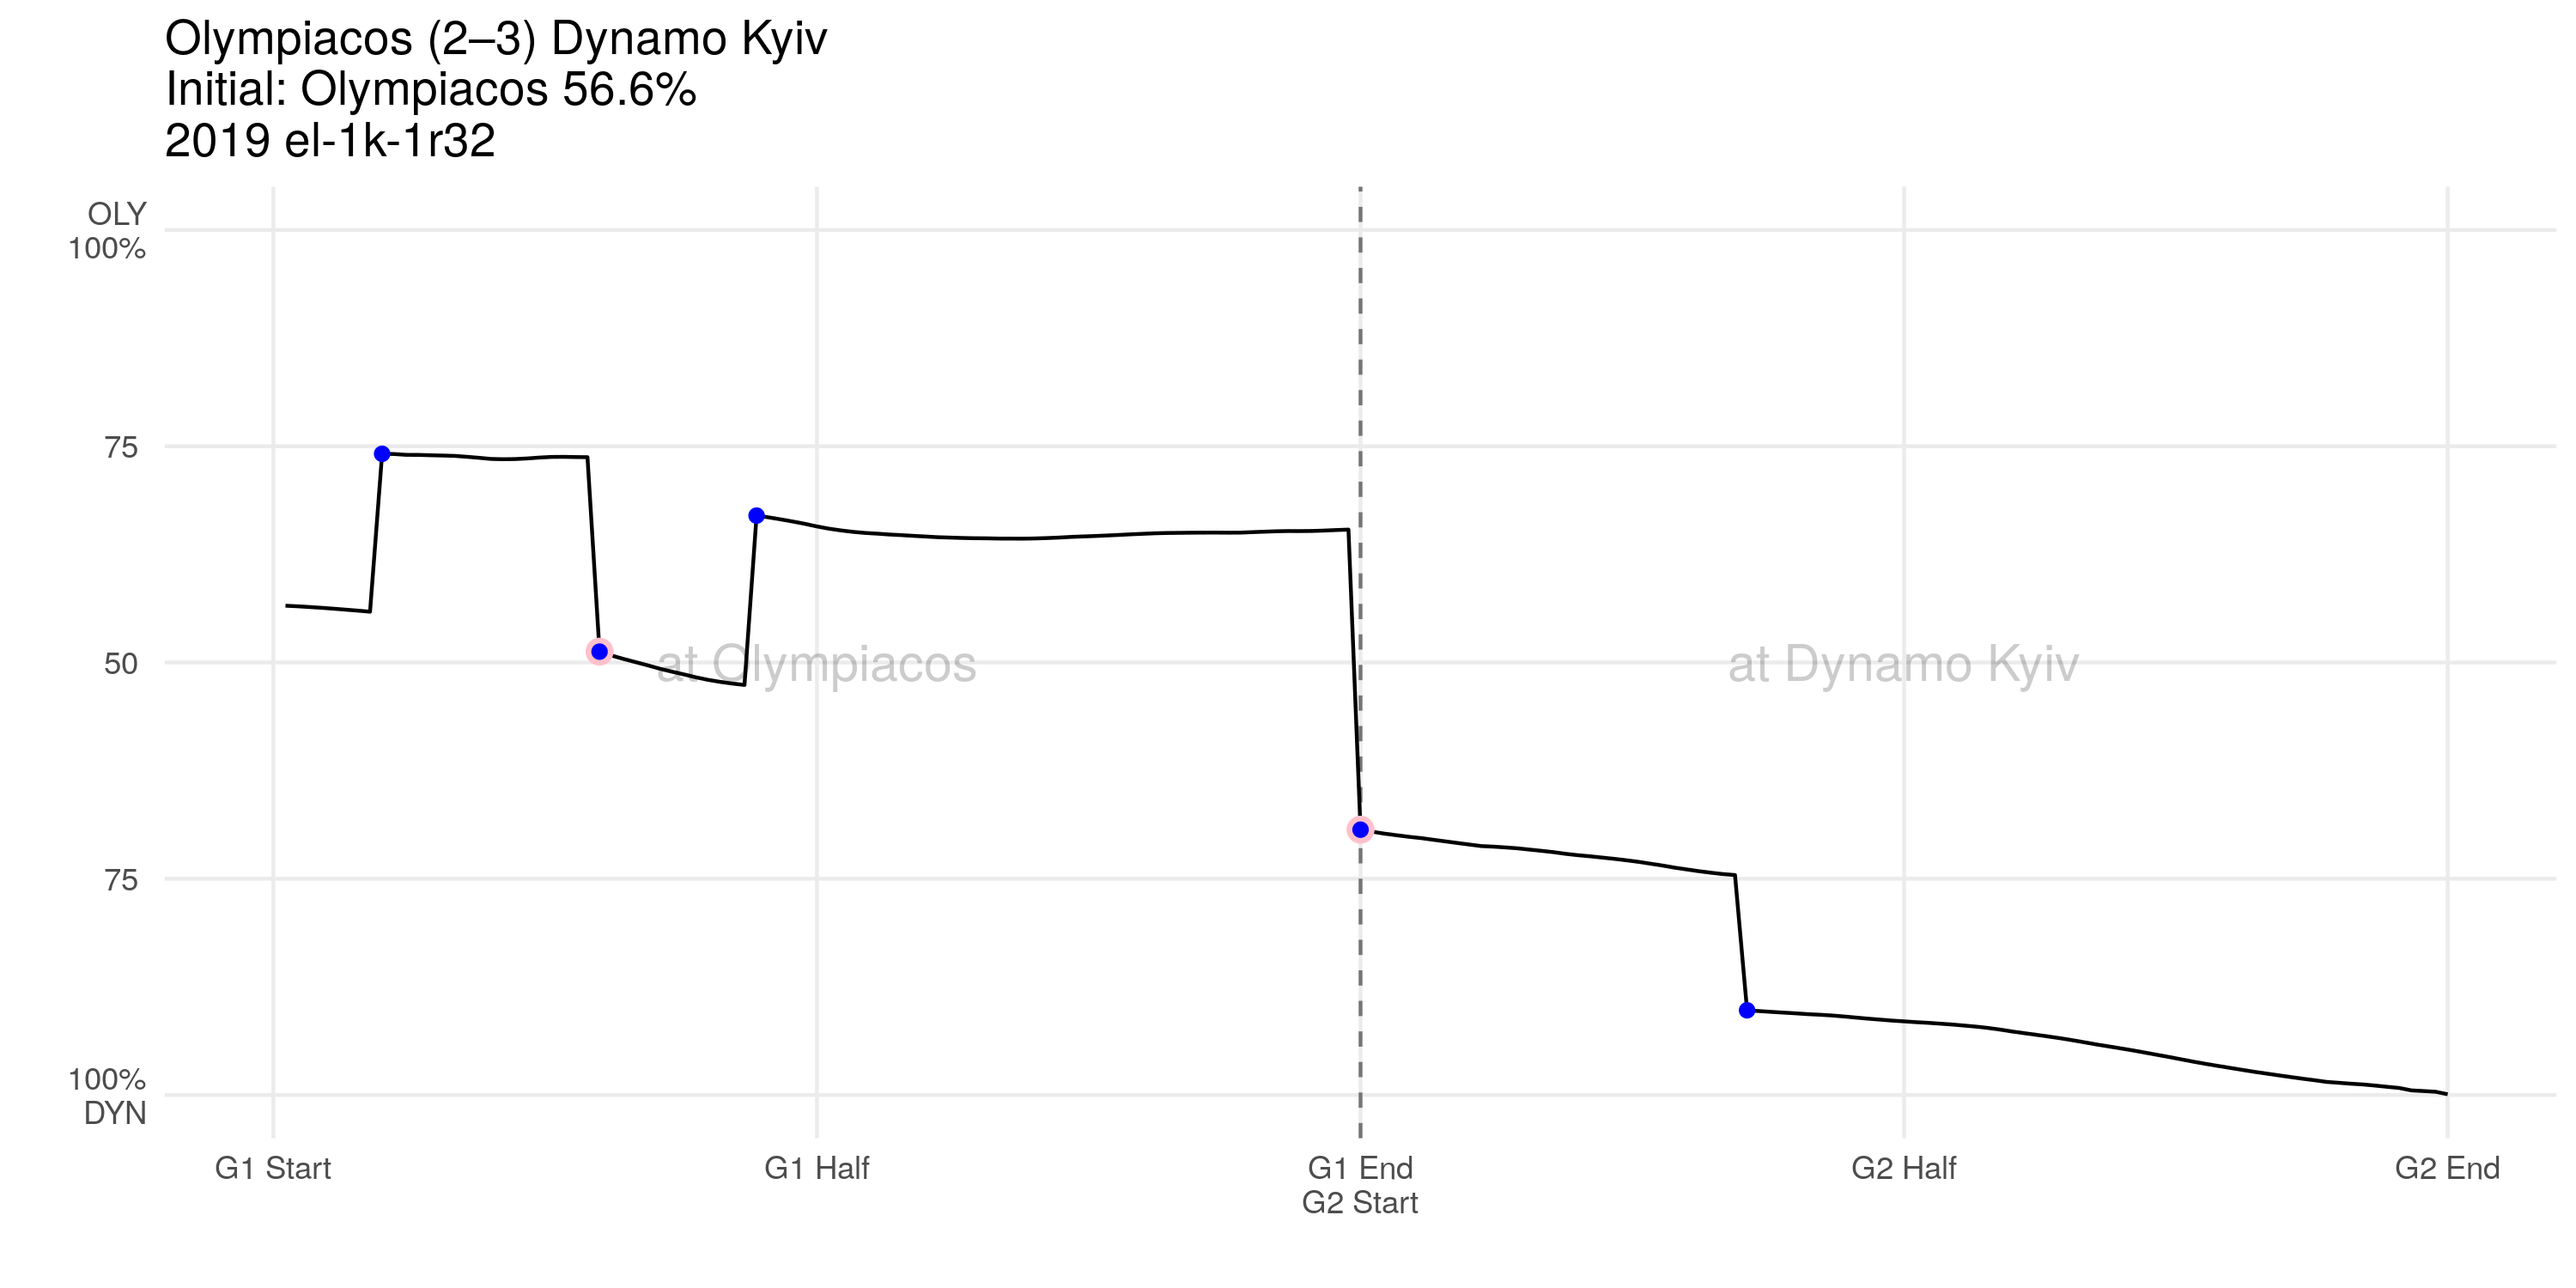 Olympiacos (2–3) Dynamo Kyiv
Initial: Olympiacos 56.6%
2019 el-1k-1r32
OLY
100%
75
50
75
100%
DYN
at Olympiacos
at Dynamo Kyiv
G1 Start
G1 Half
G1 End
G2 Start
G2 Half
G2 End